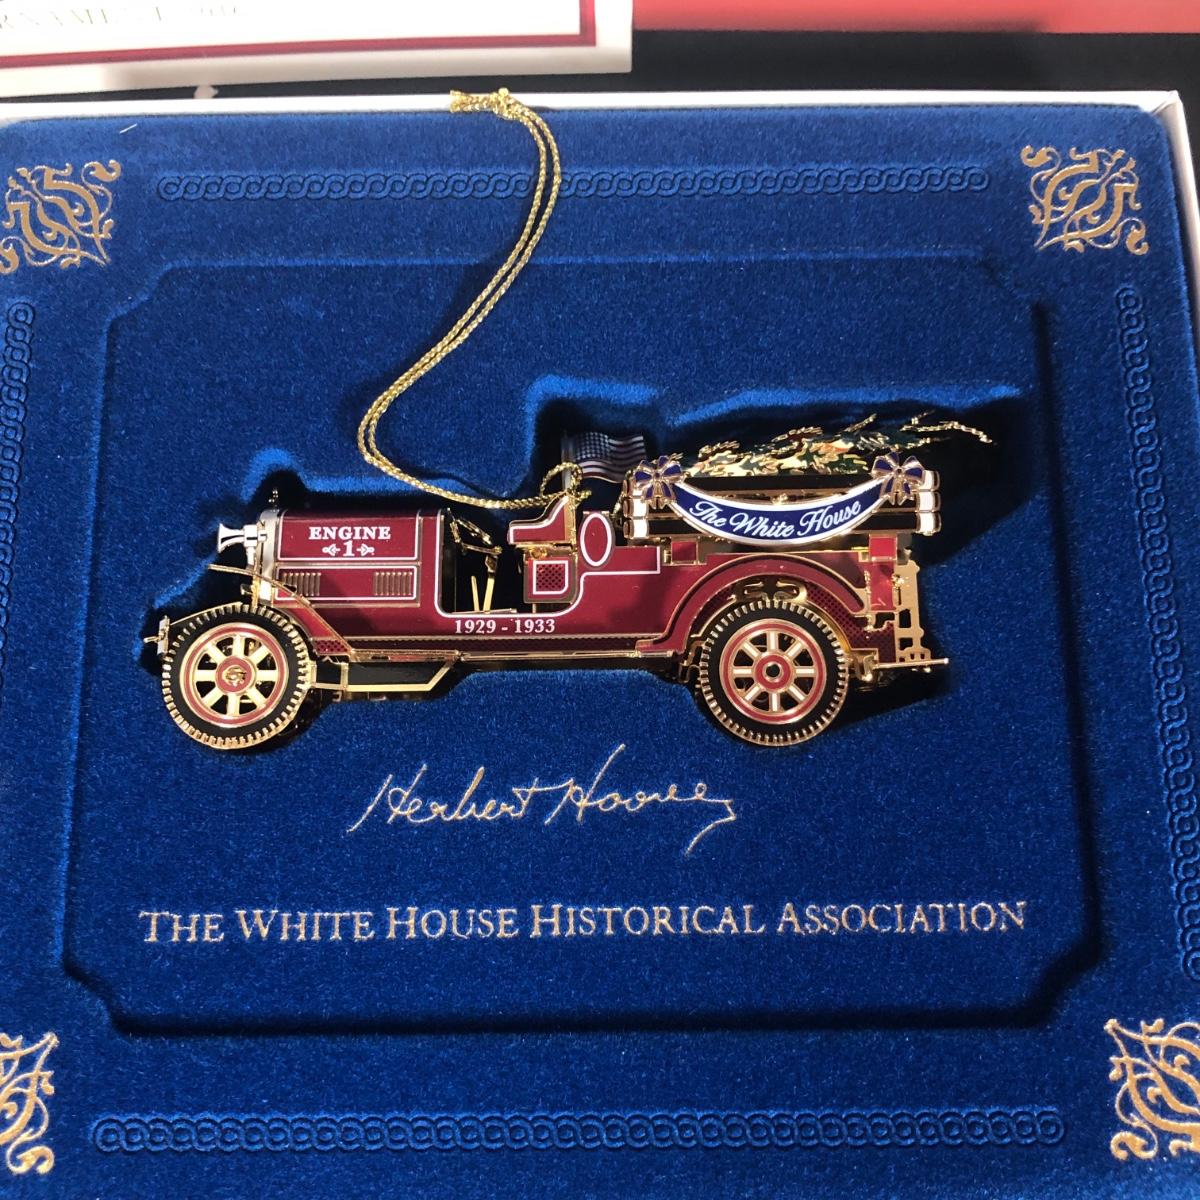 ENGINE
1
1929 - 1933
The White House
Herbert Hoover
THE WHITE HOUSE HISTORICAL ASSOCIATION